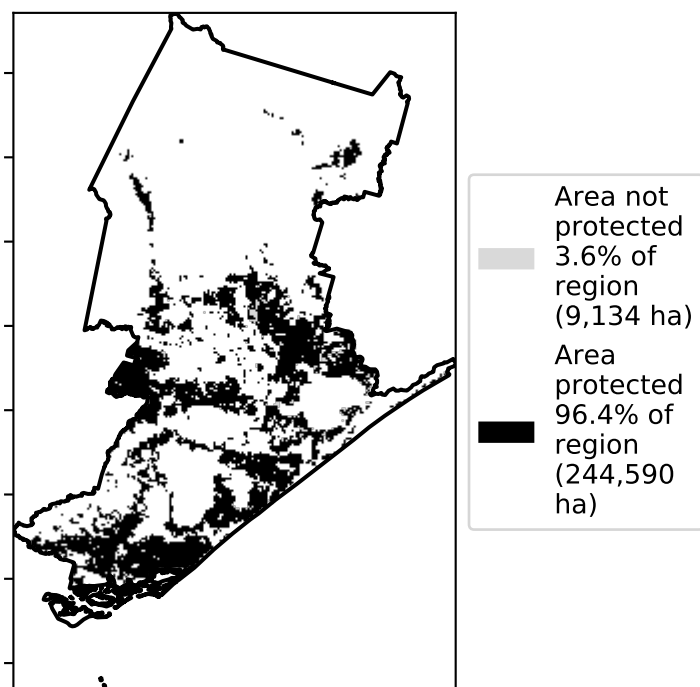 Area not
protected
3.6% of
region
(9,134 ha)
Area
protected
96.4% of
region
(244,590
ha)